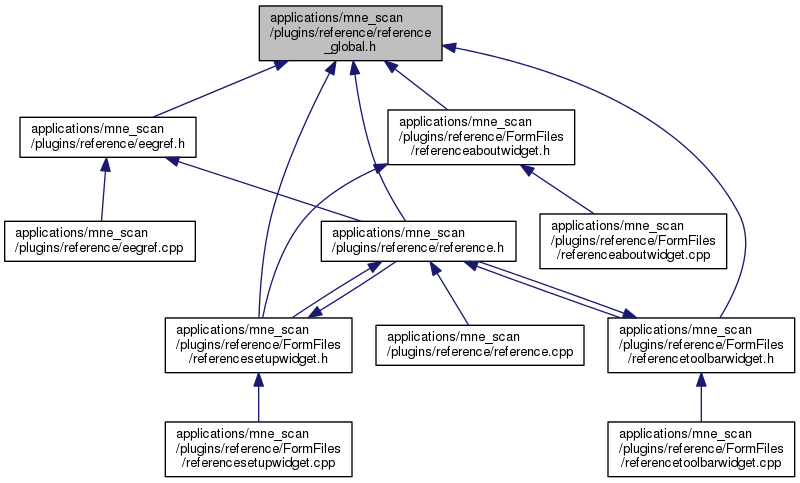 applications/mne_scan
/plugins/reference/reference
_global.h
applications/mne_scan
/plugins/reference/eegref.h
applications/mne_scan
/plugins/reference/FormFiles
/referenceaboutwidget.h
applications/mne_scan
/plugins/reference/eegref.cpp
applications/mne_scan
/plugins/reference/reference.h
applications/mne_scan
/plugins/reference/FormFiles
/referenceaboutwidget.cpp
applications/mne_scan
/plugins/reference/FormFiles
/referencesetupwidget.h
applications/mne_scan
/plugins/reference/reference.cpp
applications/mne_scan
/plugins/reference/FormFiles
/referencetoolbarwidget.h
applications/mne_scan
/plugins/reference/FormFiles
/referencesetupwidget.cpp
applications/mne_scan
/plugins/reference/FormFiles
/referencetoolbarwidget.cpp